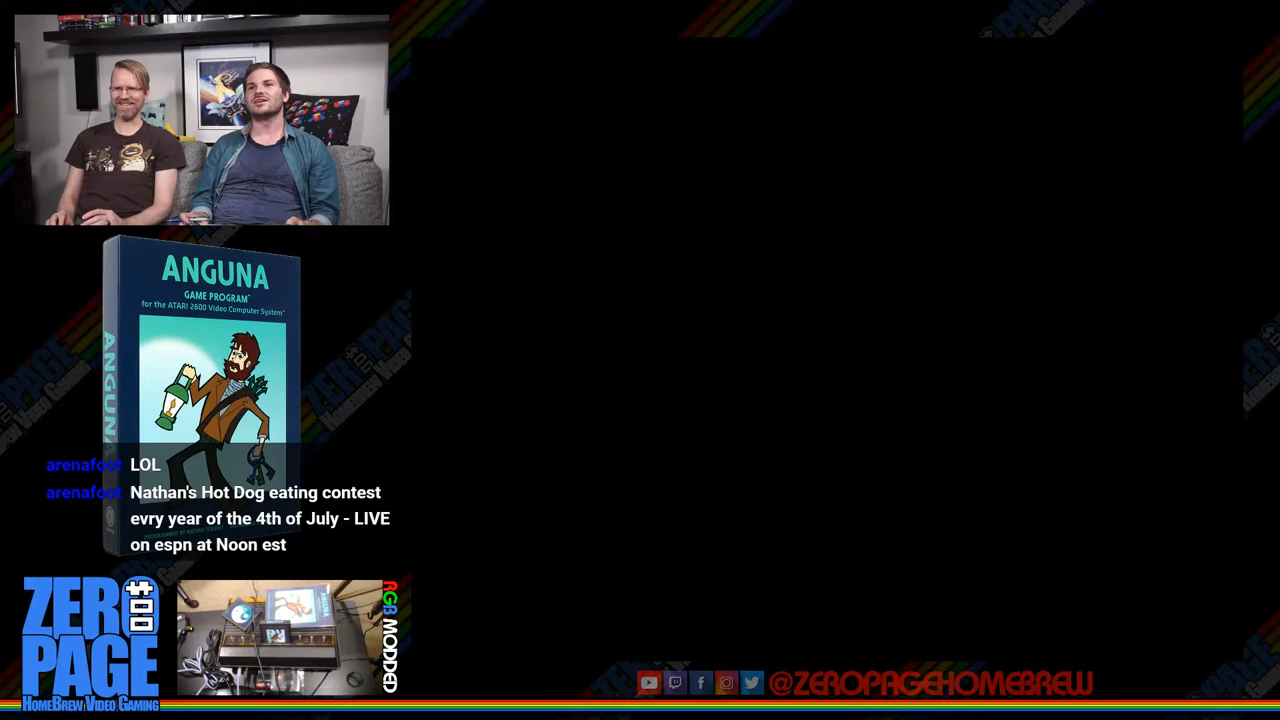 ANGUNA
GAME PROGRAM™
for the ATARI 2600 Video Computer System™
ANGUNA
arenafoot LOL
arenafoot Nathan's Hot Dog eating contest
evry year of the 4th of July - LIVE
on espn at Noon est
ZERO
PAGE
HOMEBREW VIDEO GAMING
ANGUNA
RGB MODDED
@ZEROPAGEHOMEBREW